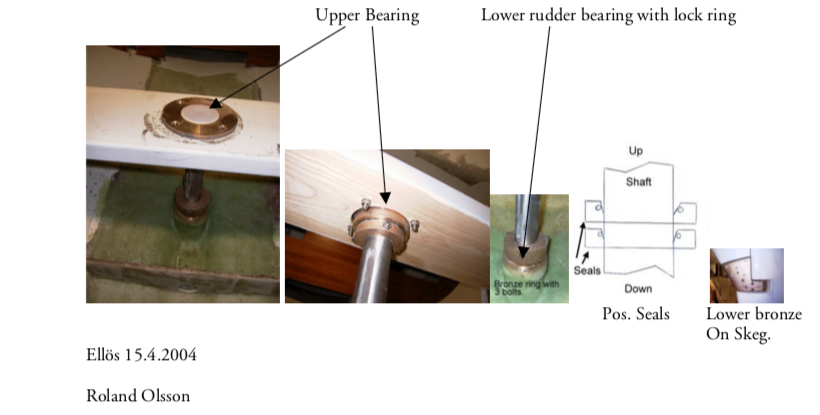 Upper Bearing
Lower rudder bearing with lock ring
Up
Shaft
Seals
Down
Bronze ring with
3 bolts.
Pos. Seals
Lower bronze
On Skeg.
Ellös 15.4.2004
Roland Olsson